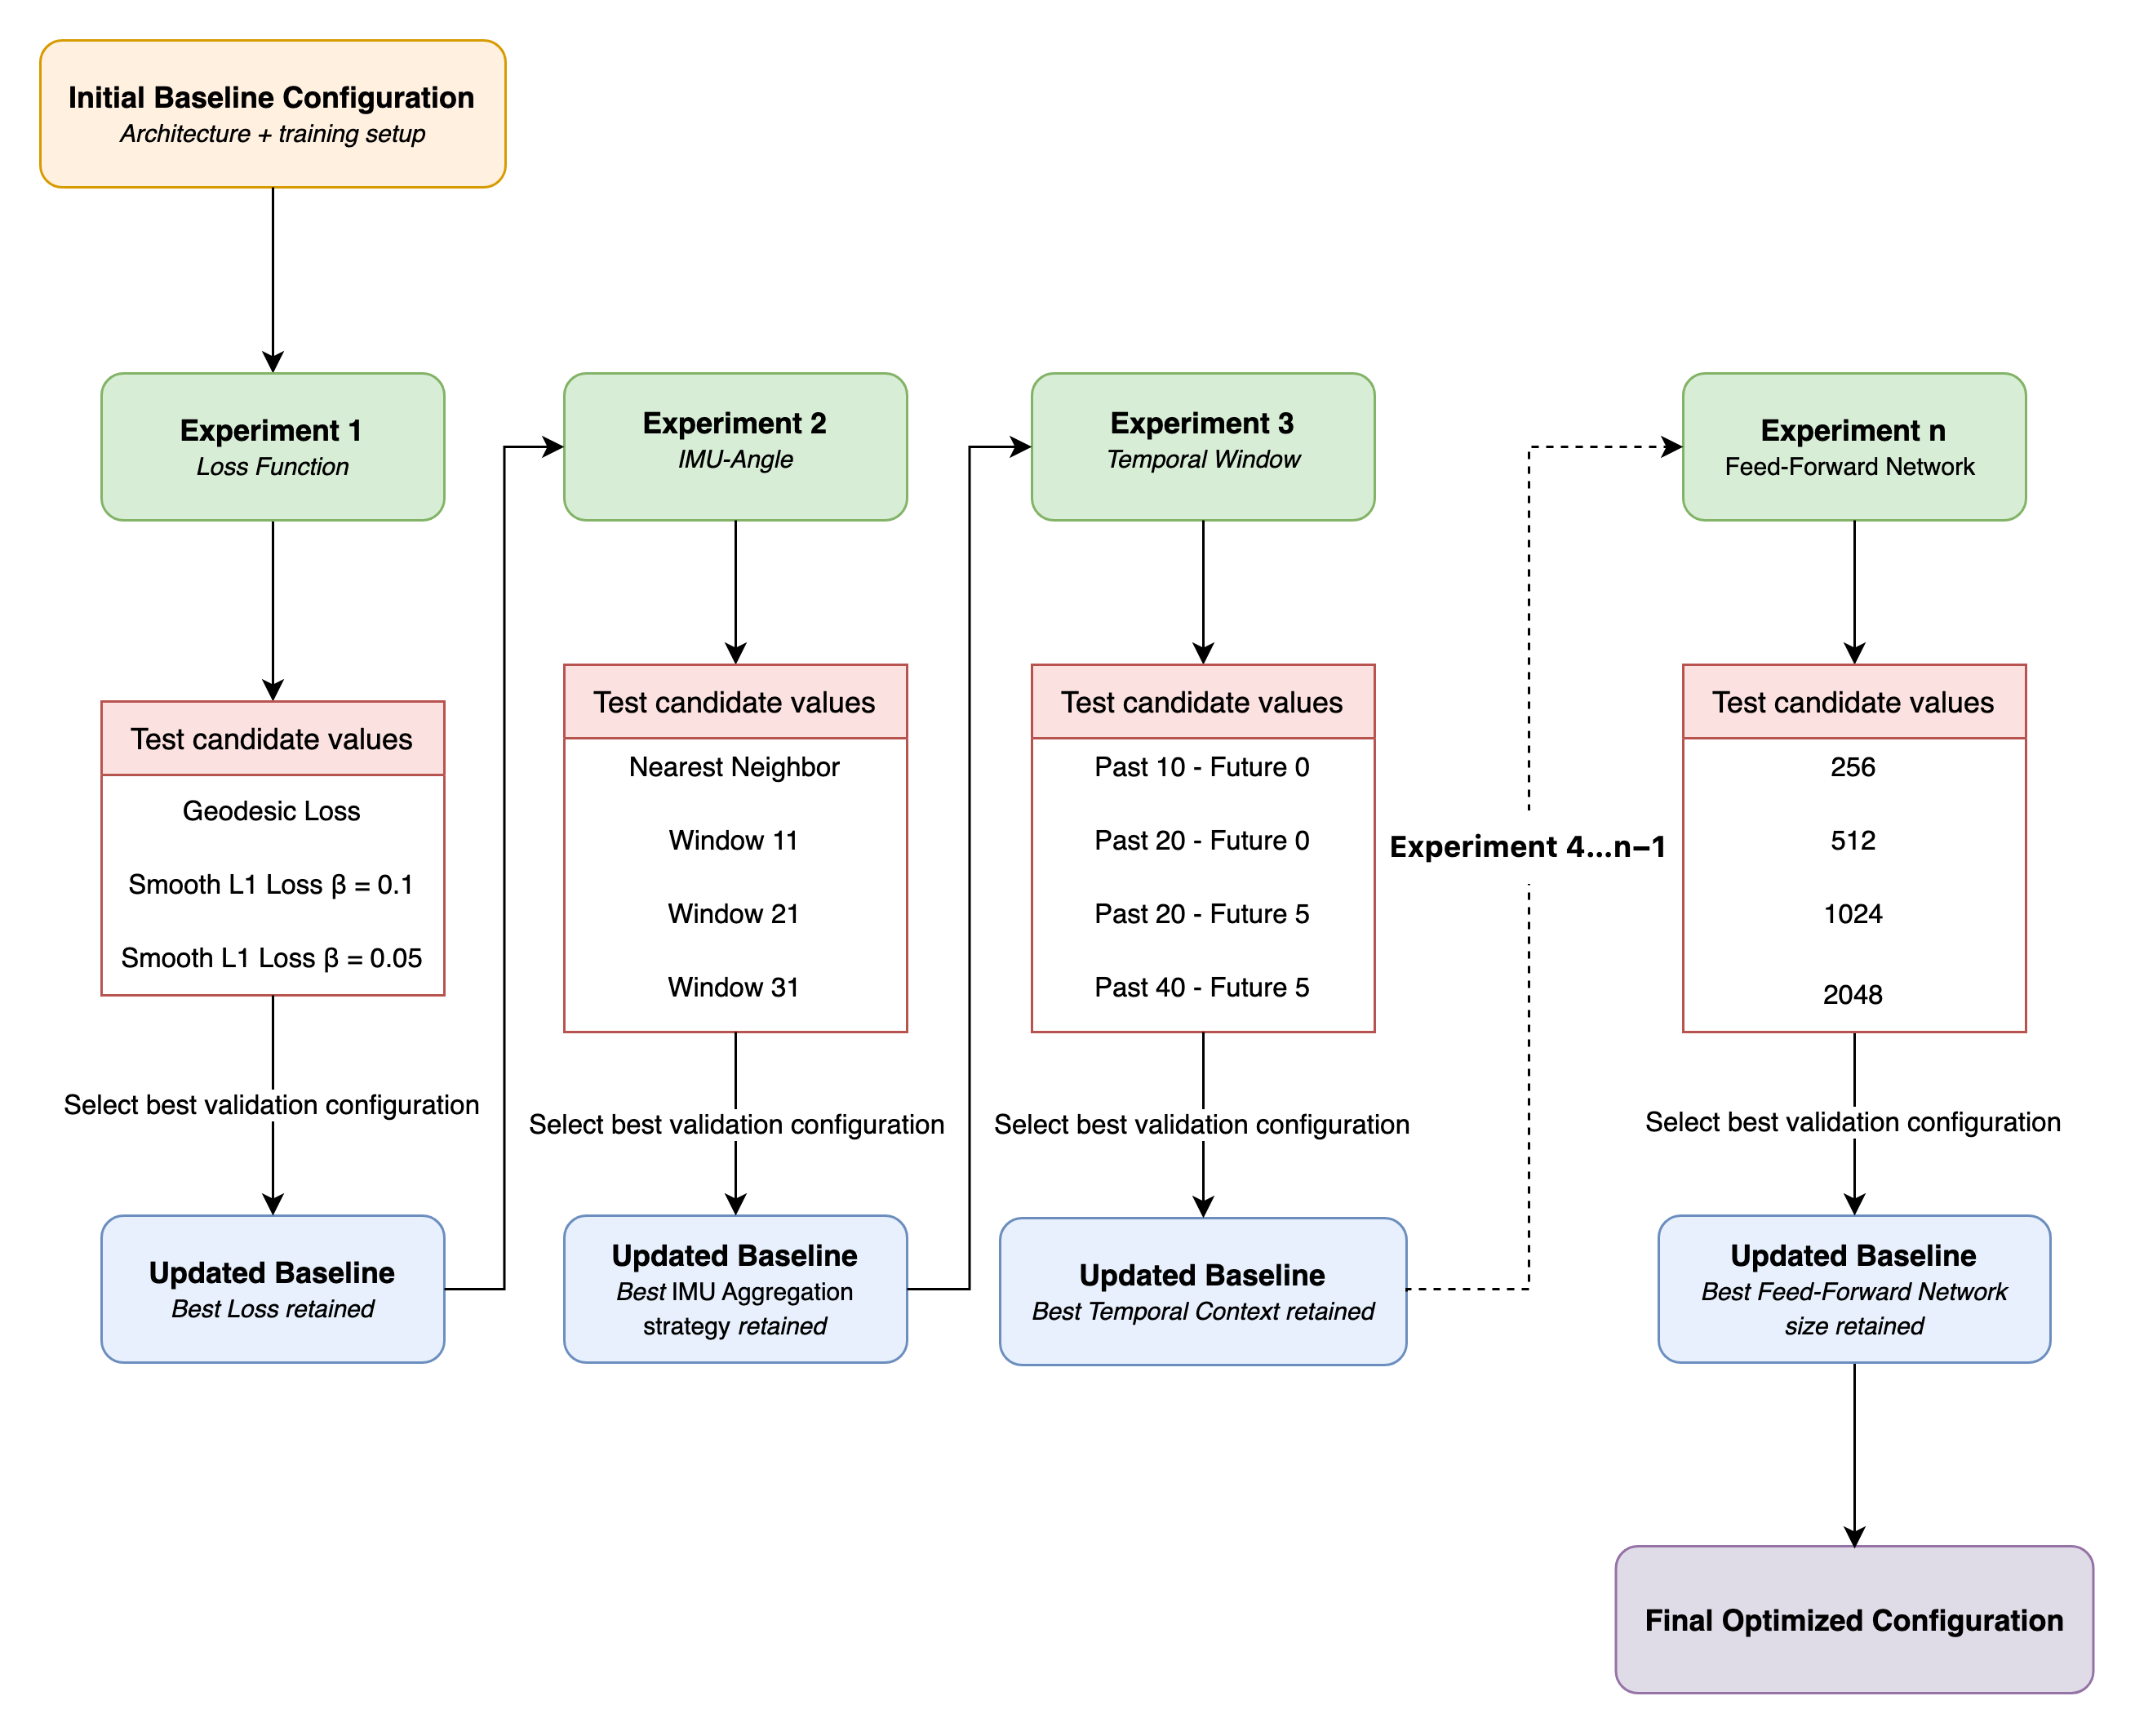 Initial Baseline Configuration
Architecture + training setup
Experiment 1
Loss Function
Test candidate values
Geodesic Loss
Smooth L1 Loss β = 0.1
Smooth L1 Loss β = 0.05
Select best validation configuration
Updated Baseline
Best Loss retained
Experiment 2
IMU-Angle
Test candidate values
Nearest Neighbor
Window 11
Window 21
Window 31
Select best validation configuration
Updated Baseline
Best IMU Aggregation
strategy retained
Experiment 3
Temporal Window
Test candidate values
Past 10 - Future 0
Past 20 - Future 0
Past 20 - Future 5
Past 40 - Future 5
Select best validation configuration
Updated Baseline
Best Temporal Context retained
Experiment 4...n−1
Experiment n
Feed-Forward Network
Test candidate values
256
512
1024
2048
Select best validation configuration
Updated Baseline
Best Feed-Forward Network
size retained
Final Optimized Configuration